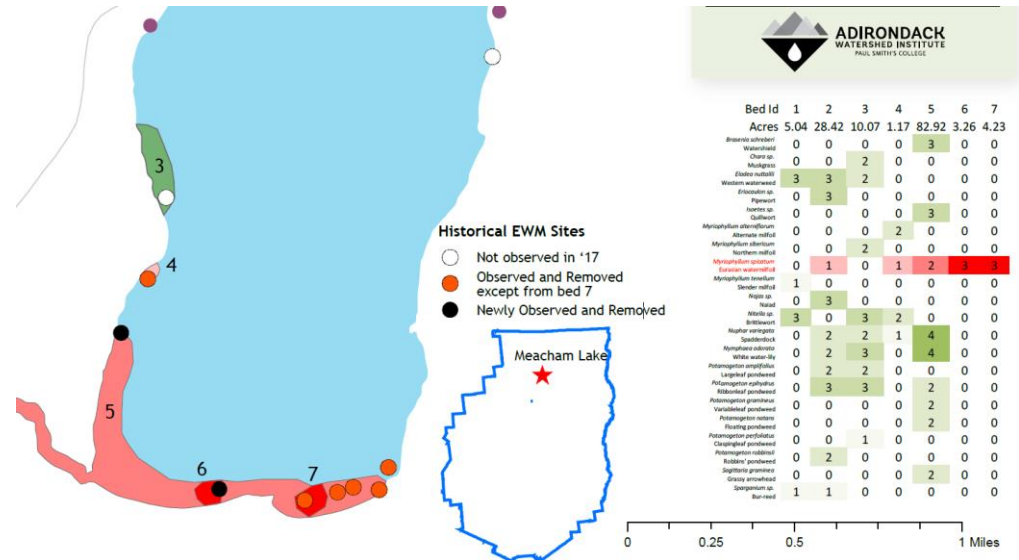 ADIRONDACK
WATERSHED INSTITUTE
PAUL SMITH'S COLLEGE
Bed Id 1 2 3 4 5 6 7
Acres 5.04 28.42 10.07 1.17 82.92 3.26 4.23
Brasenia schreberi
Watershield 0 0 0 0 3 0 0
Chara sp.
Muskgrass 0 0 2 0 0 0 0
Elodea nuttallii
Western waterweed 3 3 2 0 0 0 0
Eriocaulon sp.
Pipewort 0 3 0 0 0 0 0
Isoetes sp.
Quillwort 0 0 0 0 3 0 0
Myriophyllum alterniflorum
Alternate milfoil 0 0 0 2 0 0 0
Myriophyllum sibericum
Northern milfoil 0 0 2 0 0 0 0
Myriophyllum spicatum
Eurasian watermilfoil 0 1 0 1 2 3 3
Myriophyllum tenellum
Slender milfoil 1 0 0 0 0 0 0
Najas sp.
Naiad 0 3 0 0 0 0 0
Nitella sp.
Brittlewort 3 0 3 2 0 0 0
Nuphar variegata
Spadderdock 0 2 2 1 4 0 0
Nymphaea odorata
White water-lily 0 2 3 0 4 0 0
Potamogeton amplifolius
Largeleaf pondweed 0 2 2 0 0 0 0
Potamogeton epihydrus
Ribbonleaf pondweed 0 3 3 0 2 0 0
Potamogeton gramineus
Variableleaf pondweed 0 0 0 0 2 0 0
Potamogeton natans
Floating pondweed 0 0 0 0 2 0 0
Potamogeton perfoliatus
Claspingleaf pondweed 0 0 1 0 0 0 0
Potamogeton robbinsii
Robbins' pondweed 0 2 0 0 0 0 0
Sagittaria graminea
Grassy arrowhead 0 0 0 0 2 0 0
Sparganium sp.
Bur-reed 1 1 0 0 0 0 0
3
4
5
6
7
Historical EWM Sites
Not observed in '17
Observed and Removed
except from bed 7
Newly Observed and Removed
Meacham Lake
0 0.25 0.5 1 Miles